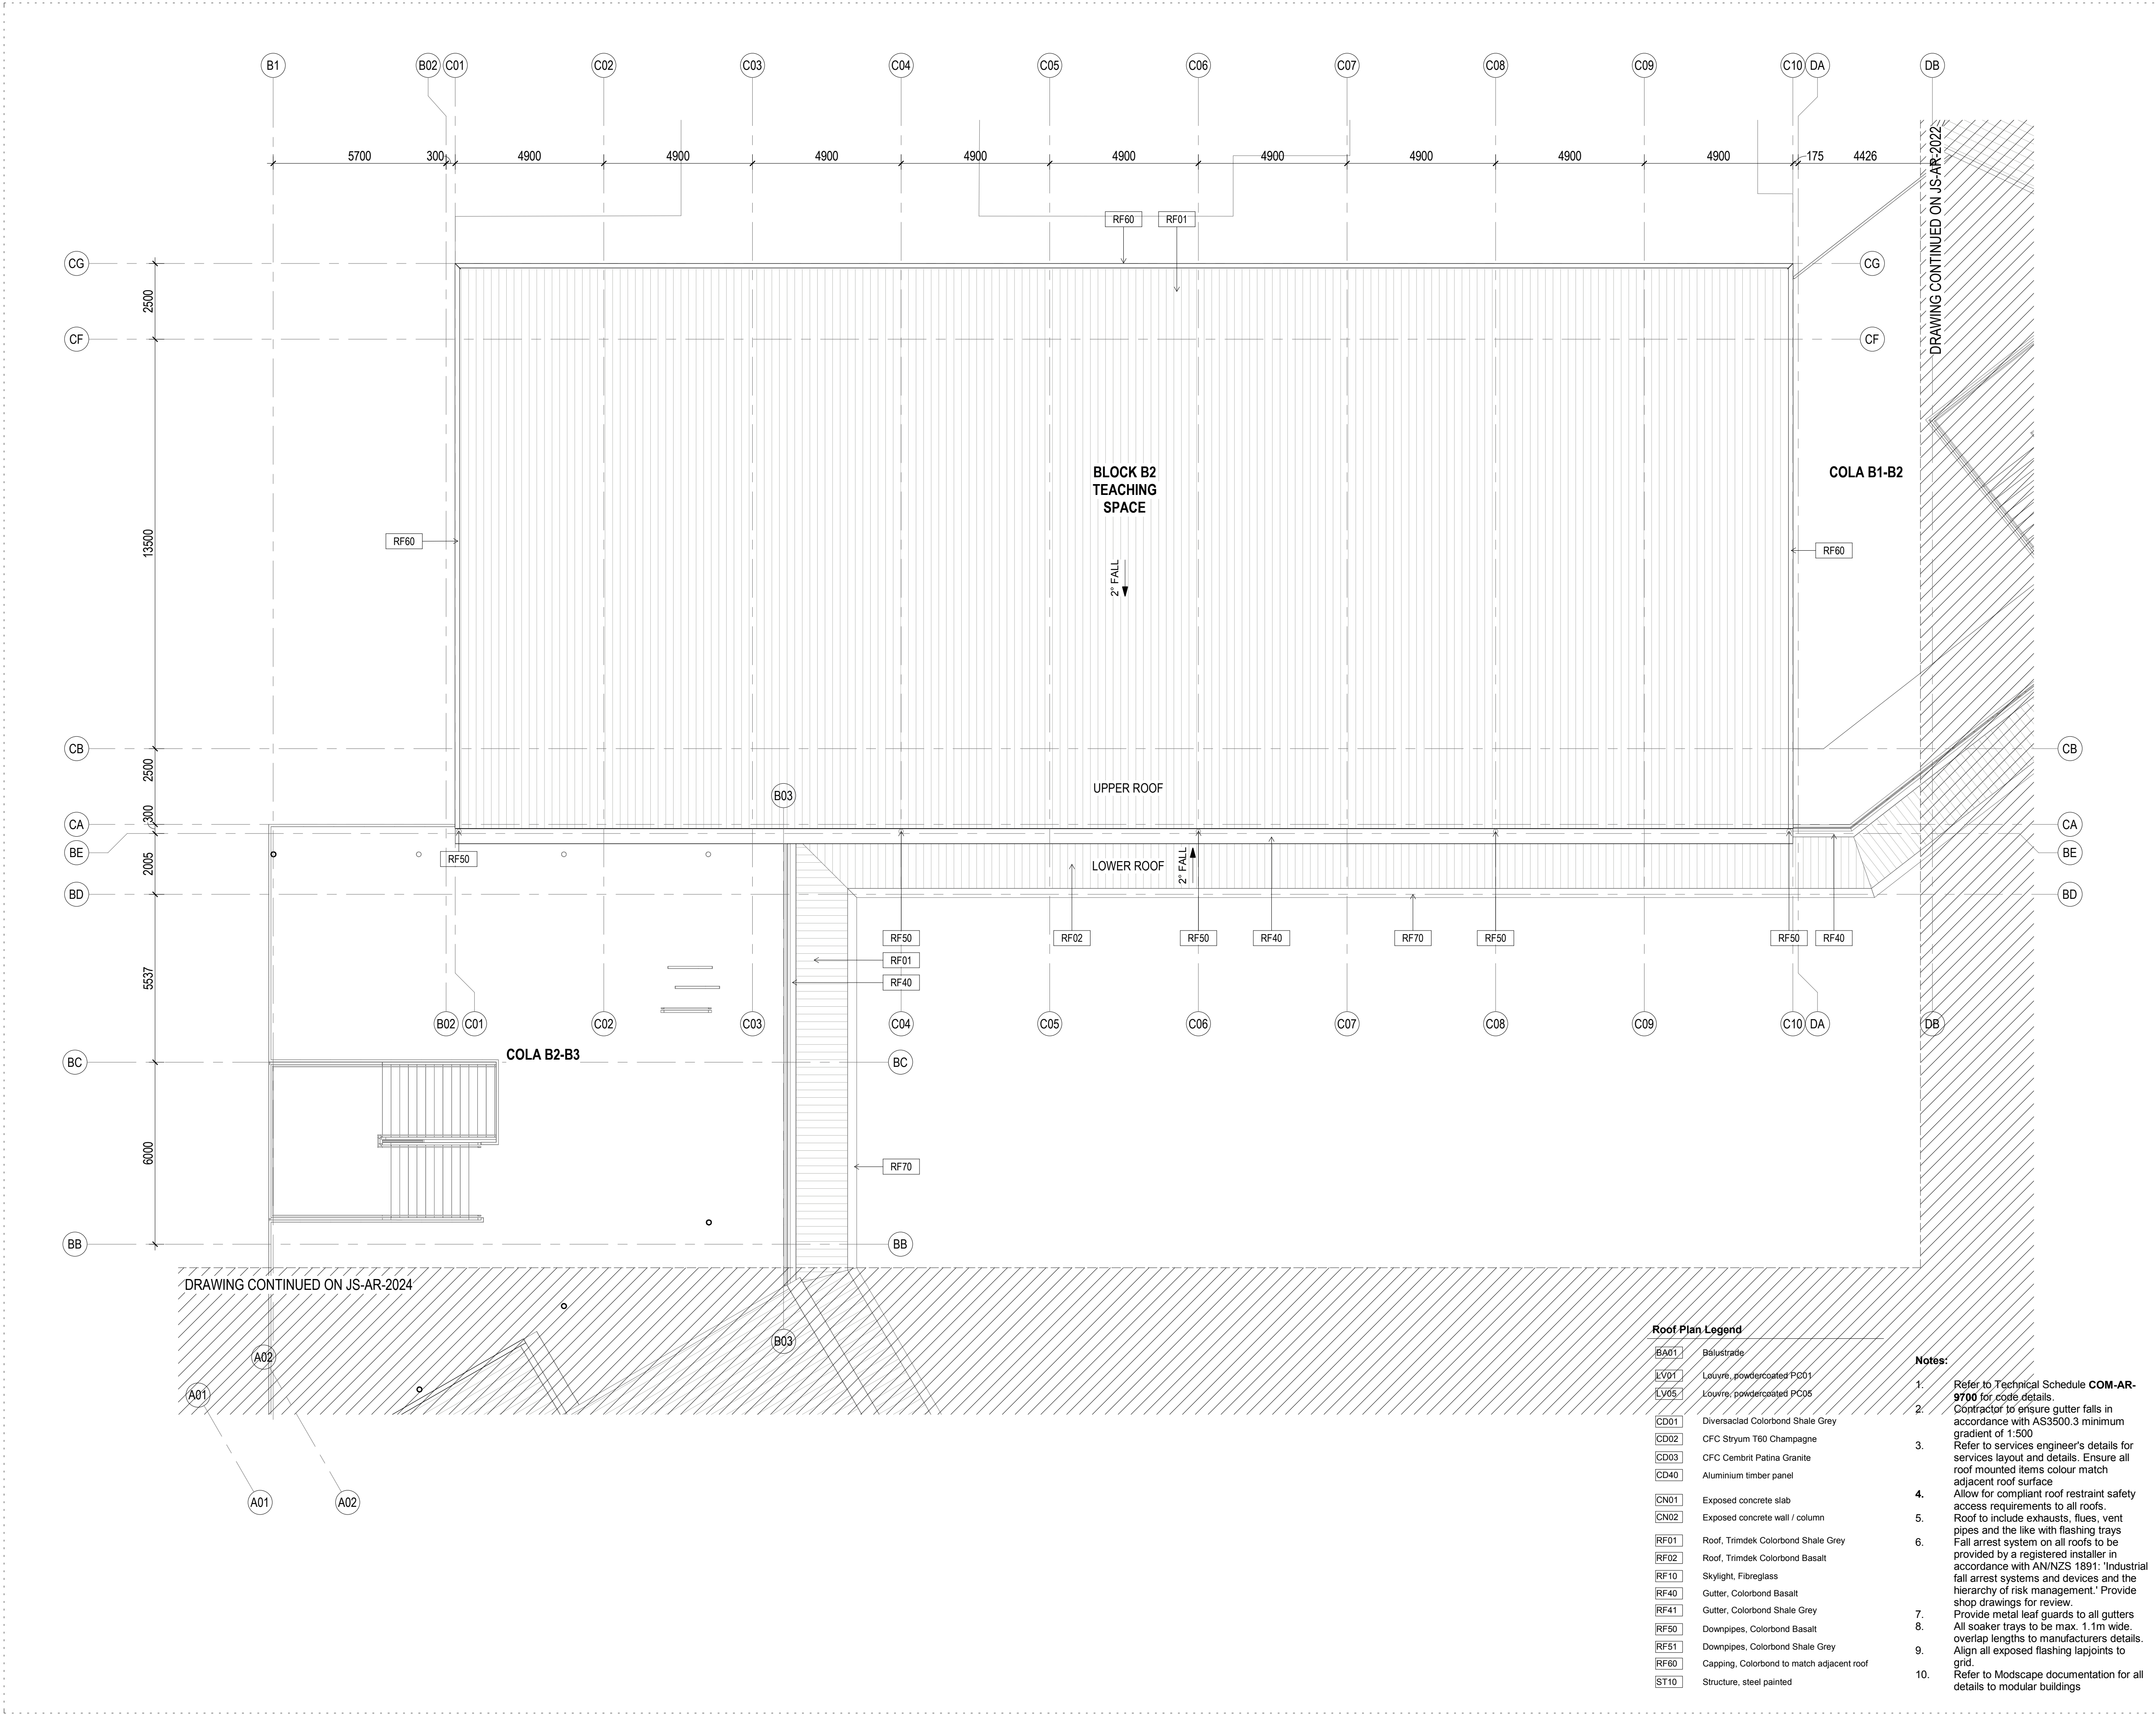 B1 B02 C01 C02 C03 C04 C05 C06 C07 C08 C09 C10 DA DB
5700 300 4900 4900 4900 4900 4900 4900 4900 4900 4900 175 4426
DRAWING CONTINUED ON JS-AR-2022
RF60 RF01
CG CG
2500
CF CF
BLOCK B2
TEACHING
SPACE
COLA B1-B2
13500
RF60 RF60
2° FALL
CB CB
2500
UPPER ROOF
B03
300
CA CA
BE BE
RF50
LOWER ROOF
2° FALL
2005
BD BD
RF50 RF02 RF50 RF40 RF70 RF50 RF50 RF40
RF01
RF40
5537
B02 C01 C02 C03 C04 C05 C06 C07 C08 C09 C10 DA DB
COLA B2-B3
BC BC
6000
RF70
BB BB
DRAWING CONTINUED ON JS-AR-2024
B03
A02
A01
A01 A02
Roof Plan Legend
BA01 Balustrade
LV01 Louvre, powdercoated PC01
LV05 Louvre, powdercoated PC05
CD01 Diversaclad Colorbond Shale Grey
CD02 CFC Stryum T60 Champagne
CD03 CFC Cembrit Patina Granite
CD40 Aluminium timber panel
CN01 Exposed concrete slab
CN02 Exposed concrete wall / column
RF01 Roof, Trimdek Colorbond Shale Grey
RF02 Roof, Trimdek Colorbond Basalt
RF10 Skylight, Fibreglass
RF40 Gutter, Colorbond Basalt
RF41 Gutter, Colorbond Shale Grey
RF50 Downpipes, Colorbond Basalt
RF51 Downpipes, Colorbond Shale Grey
RF60 Capping, Colorbond to match adjacent roof
ST10 Structure, steel painted
Notes:
1. Refer to Technical Schedule COM-AR-
9700 for code details.
2. Contractor to ensure gutter falls in
accordance with AS3500.3 minimum
gradient of 1:500
3. Refer to services engineer's details for
services layout and details. Ensure all
roof mounted items colour match
adjacent roof surface
4. Allow for compliant roof restraint safety
access requirements to all roofs.
5. Roof to include exhausts, flues, vent
pipes and the like with flashing trays
6. Fall arrest system on all roofs to be
provided by a registered installer in
accordance with AN/NZS 1891: 'Industrial
fall arrest systems and devices and the
hierarchy of risk management.' Provide
shop drawings for review.
7. Provide metal leaf guards to all gutters
8. All soaker trays to be max. 1.1m wide.
overlap lengths to manufacturers details.
9. Align all exposed flashing lapjoints to
grid.
10. Refer to Modscape documentation for all
details to modular buildings